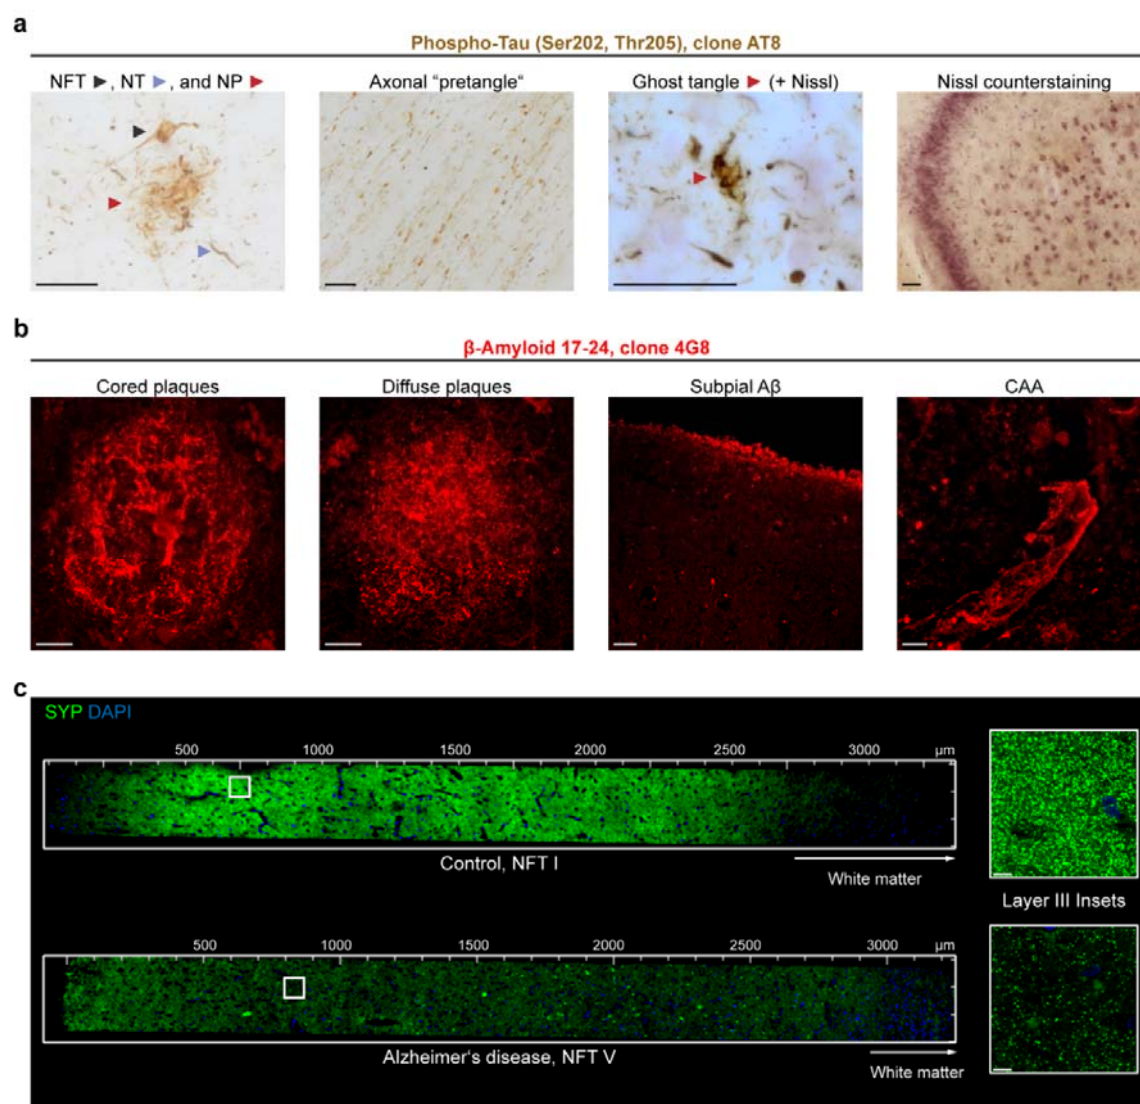 a
Phospho-Tau (Ser202, Thr205), clone AT8
NFT ▶, NT ▶, and NP ▶
Axonal "pretangle“
Ghost tangle ▶ (+ Nissl)
Nissl counterstaining
b
β-Amyloid 17-24, clone 4G8
Cored plaques
Diffuse plaques
Subpial Aβ
CAA
c
SYP DAPI
500 1000 1500 2000 2500 3000 µm
Control, NFT I
White matter
Layer III Insets
500 1000 1500 2000 2500 3000 µm
Alzheimer‘s disease, NFT V
White matter